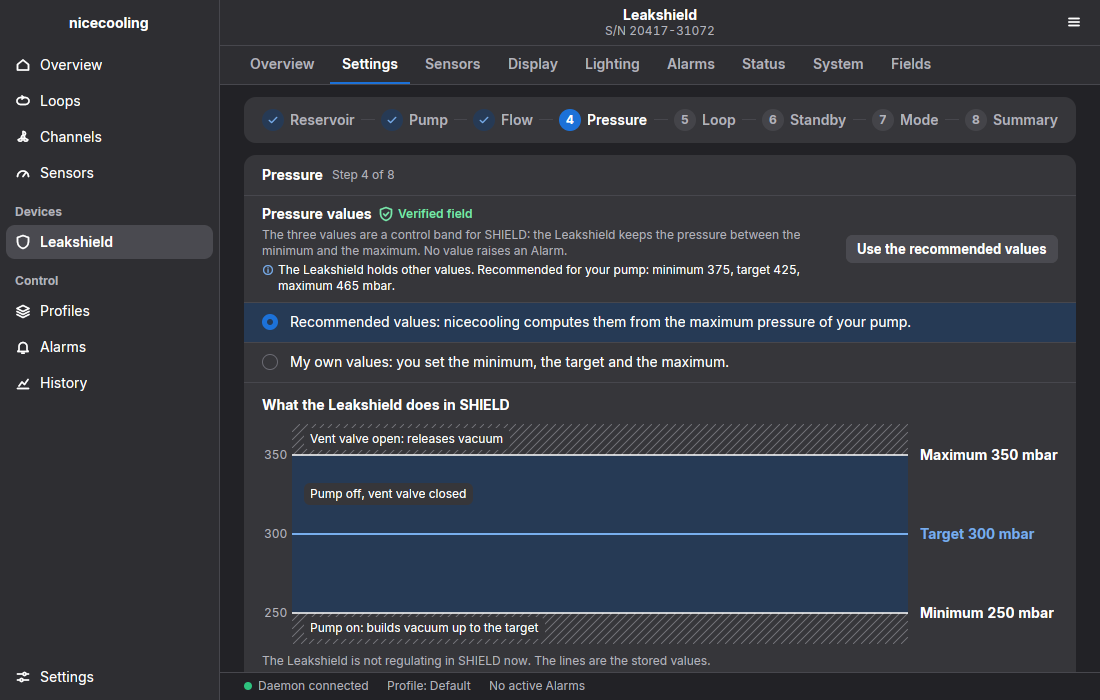 nicecooling
Overview
Loops
Channels
Sensors
Devices
Leakshield
Control
Profiles
Alarms
History
Settings
Leakshield
S/N 20417-31072
Overview Settings Sensors Display Lighting Alarms Status System Fields
Reservoir Pump Flow 4 Pressure 5 Loop 6 Standby 7 Mode 8 Summary
Pressure Step 4 of 8
Pressure values Verified field
The three values are a control band for SHIELD: the Leakshield keeps the pressure between the
minimum and the maximum. No value raises an Alarm.
The Leakshield holds other values. Recommended for your pump: minimum 375, target 425,
maximum 465 mbar.
Use the recommended values
Recommended values: nicecooling computes them from the maximum pressure of your pump.
My own values: you set the minimum, the target and the maximum.
What the Leakshield does in SHIELD
Vent valve open: releases vacuum
350 Maximum 350 mbar
Pump off, vent valve closed
300 Target 300 mbar
250 Minimum 250 mbar
Pump on: builds vacuum up to the target
The Leakshield is not regulating in SHIELD now. The lines are the stored values.
Daemon connected Profile: Default No active Alarms